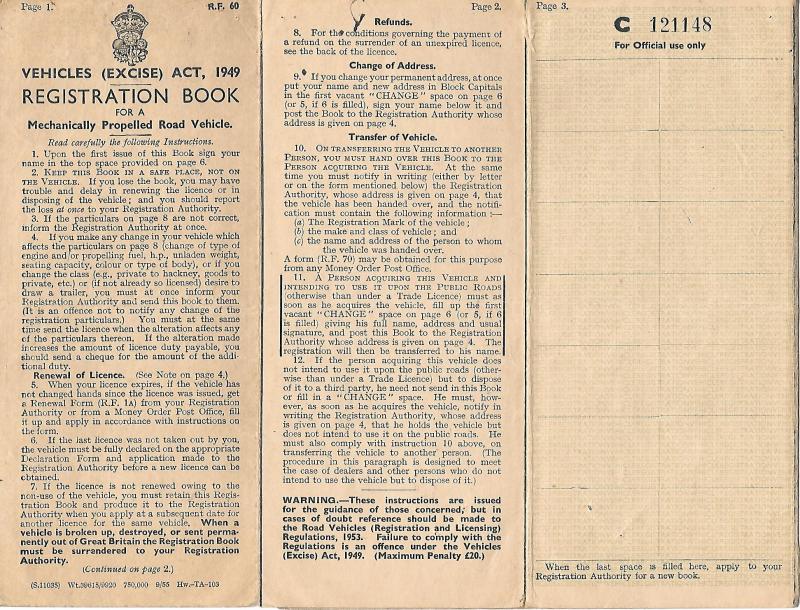 Page 1.
R.F. 60
VEHICLES (EXCISE) ACT, 1949
REGISTRATION BOOK
FOR A
Mechanically Propelled Road Vehicle.
Read carefully the following Instructions.
1. Upon the first issue of this Book sign your
name in the top space provided on page 6.
2. KEEP THIS BOOK IN A SAFE PLACE, NOT ON
THE VEHICLE. If you lose the book, you may have
trouble and delay in renewing the licence or in
disposing of the vehicle; and you should report
the loss at once to your Registration Authority.
3. If the particulars on page 8 are not correct,
inform the Registration Authority at once.
4. If you make any change in your vehicle which
affects the particulars on page 8 (change of type of
engine and/or propelling fuel, h.p., unladen weight,
seating capacity, colour or type of body), or if you
change the class (e.g., private to hackney, goods to
private, etc.) or (if not already so licensed) desire to
draw a trailer, you must at once inform your
Registration Authority and send this book to them.
(It is an offence not to notify any change of the
registration particulars.) You must at the same
time send the licence when the alteration affects any
of the particulars thereon. If the alteration made
increases the amount of licence duty payable, you
should send a cheque for the amount of the addi-
tional duty.
Renewal of Licence. (See Note on page 4.)
5. When your licence expires, if the vehicle has
not changed hands since the licence was issued, get
a Renewal Form (R.F. 1A) from your Registration
Authority or from a Money Order Post Office, fill
it up and apply in accordance with instructions on
the form.
6. If the last licence was not taken out by you,
the vehicle must be fully declared on the appropriate
Declaration Form and application made to the
Registration Authority before a new licence can be
obtained.
7. If the licence is not renewed owing to the
non-use of the vehicle, you must retain this Regis-
tration Book and produce it to the Registration
Authority when you apply at a subsequent date for
another licence for the same vehicle. When a
vehicle is broken up, destroyed, or sent perma-
nently out of Great Britain the Registration Book
must be surrendered to your Registration
Authority.
(Continued on page 2.)
(S.11035) Wt.39615/9920 750,000 9/55 Hw.-TA-103
Page 2.
Refunds.
8. For the conditions governing the payment of
a refund on the surrender of an unexpired licence,
see the back of the licence.
Change of Address.
9. If you change your permanent address, at once
put your name and new address in Block Capitals
in the first vacant "CHANGE" space on page 6
(or 5, if 6 is filled), sign your name below it and
post the Book to the Registration Authority whose
address is given on page 4.
Transfer of Vehicle.
10. ON TRANSFERRING THE VEHICLE TO ANOTHER
PERSON, YOU MUST HAND OVER THIS BOOK TO THE
PERSON ACQUIRING THE VEHICLE. At the same
time you must notify in writing (either by letter
or on the form mentioned below) the Registration
Authority, whose address is given on page 4, that
the vehicle has been handed over, and the notifi-
cation must contain the following information:—
(a) The Registration Mark of the vehicle;
(b) the make and class of vehicle; and
(c) the name and address of the person to whom
the vehicle was handed over.
A form (R.F. 70) may be obtained for this purpose
from any Money Order Post Office.
11. A PERSON ACQUIRING THIS VEHICLE AND
INTENDING TO USE IT UPON THE PUBLIC ROADS
(otherwise than under a Trade Licence) must as
soon as he acquires the vehicle, fill up the first
vacant "CHANGE" space on page 6 (or 5, if 6
is filled) giving his full name, address and usual
signature, and post this Book to the Registration
Authority whose address is given on page 4. The
registration will then be transferred to his name.
12. If the person acquiring this vehicle does
not intend to use it upon the public roads (other-
wise than under a Trade Licence) but to dispose
of it to a third party, he need not send in this Book
or fill in a "CHANGE" space. He must, how-
ever, as soon as he acquires the vehicle, notify in
writing the Registration Authority, whose address
is given on page 4, that he holds the vehicle but
does not intend to use it on the public roads. He
must also comply with instruction 10 above, on
transferring the vehicle to another person. (The
procedure in this paragraph is designed to meet
the case of dealers and other persons who do not
intend to use the vehicle but to dispose of it.)
WARNING.—These instructions are issued
for the guidance of those concerned, but in
cases of doubt reference should be made to
the Road Vehicles (Registration and Licensing)
Regulations, 1953. Failure to comply with the
Regulations is an offence under the Vehicles
(Excise) Act, 1949. (Maximum Penalty £20.)
Page 3.
C 121148
For Official use only
When the last space is filled here, apply to your
Registration Authority for a new book.